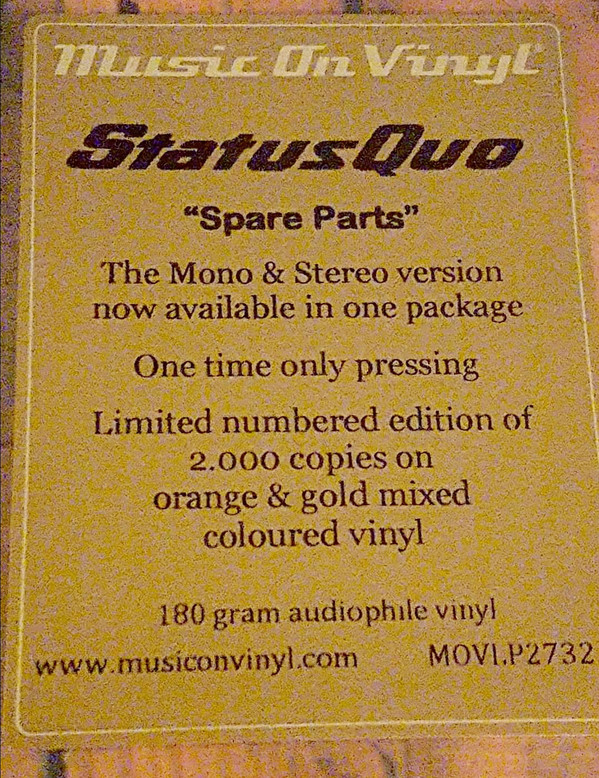 Music On Vinyl
StatusQuo
“Spare Parts”
The Mono & Stereo version
now available in one package
One time only pressing
Limited numbered edition of
2.000 copies on
orange & gold mixed
coloured vinyl
180 gram audiophile vinyl
www.musiconvinyl.com MOVLP2732